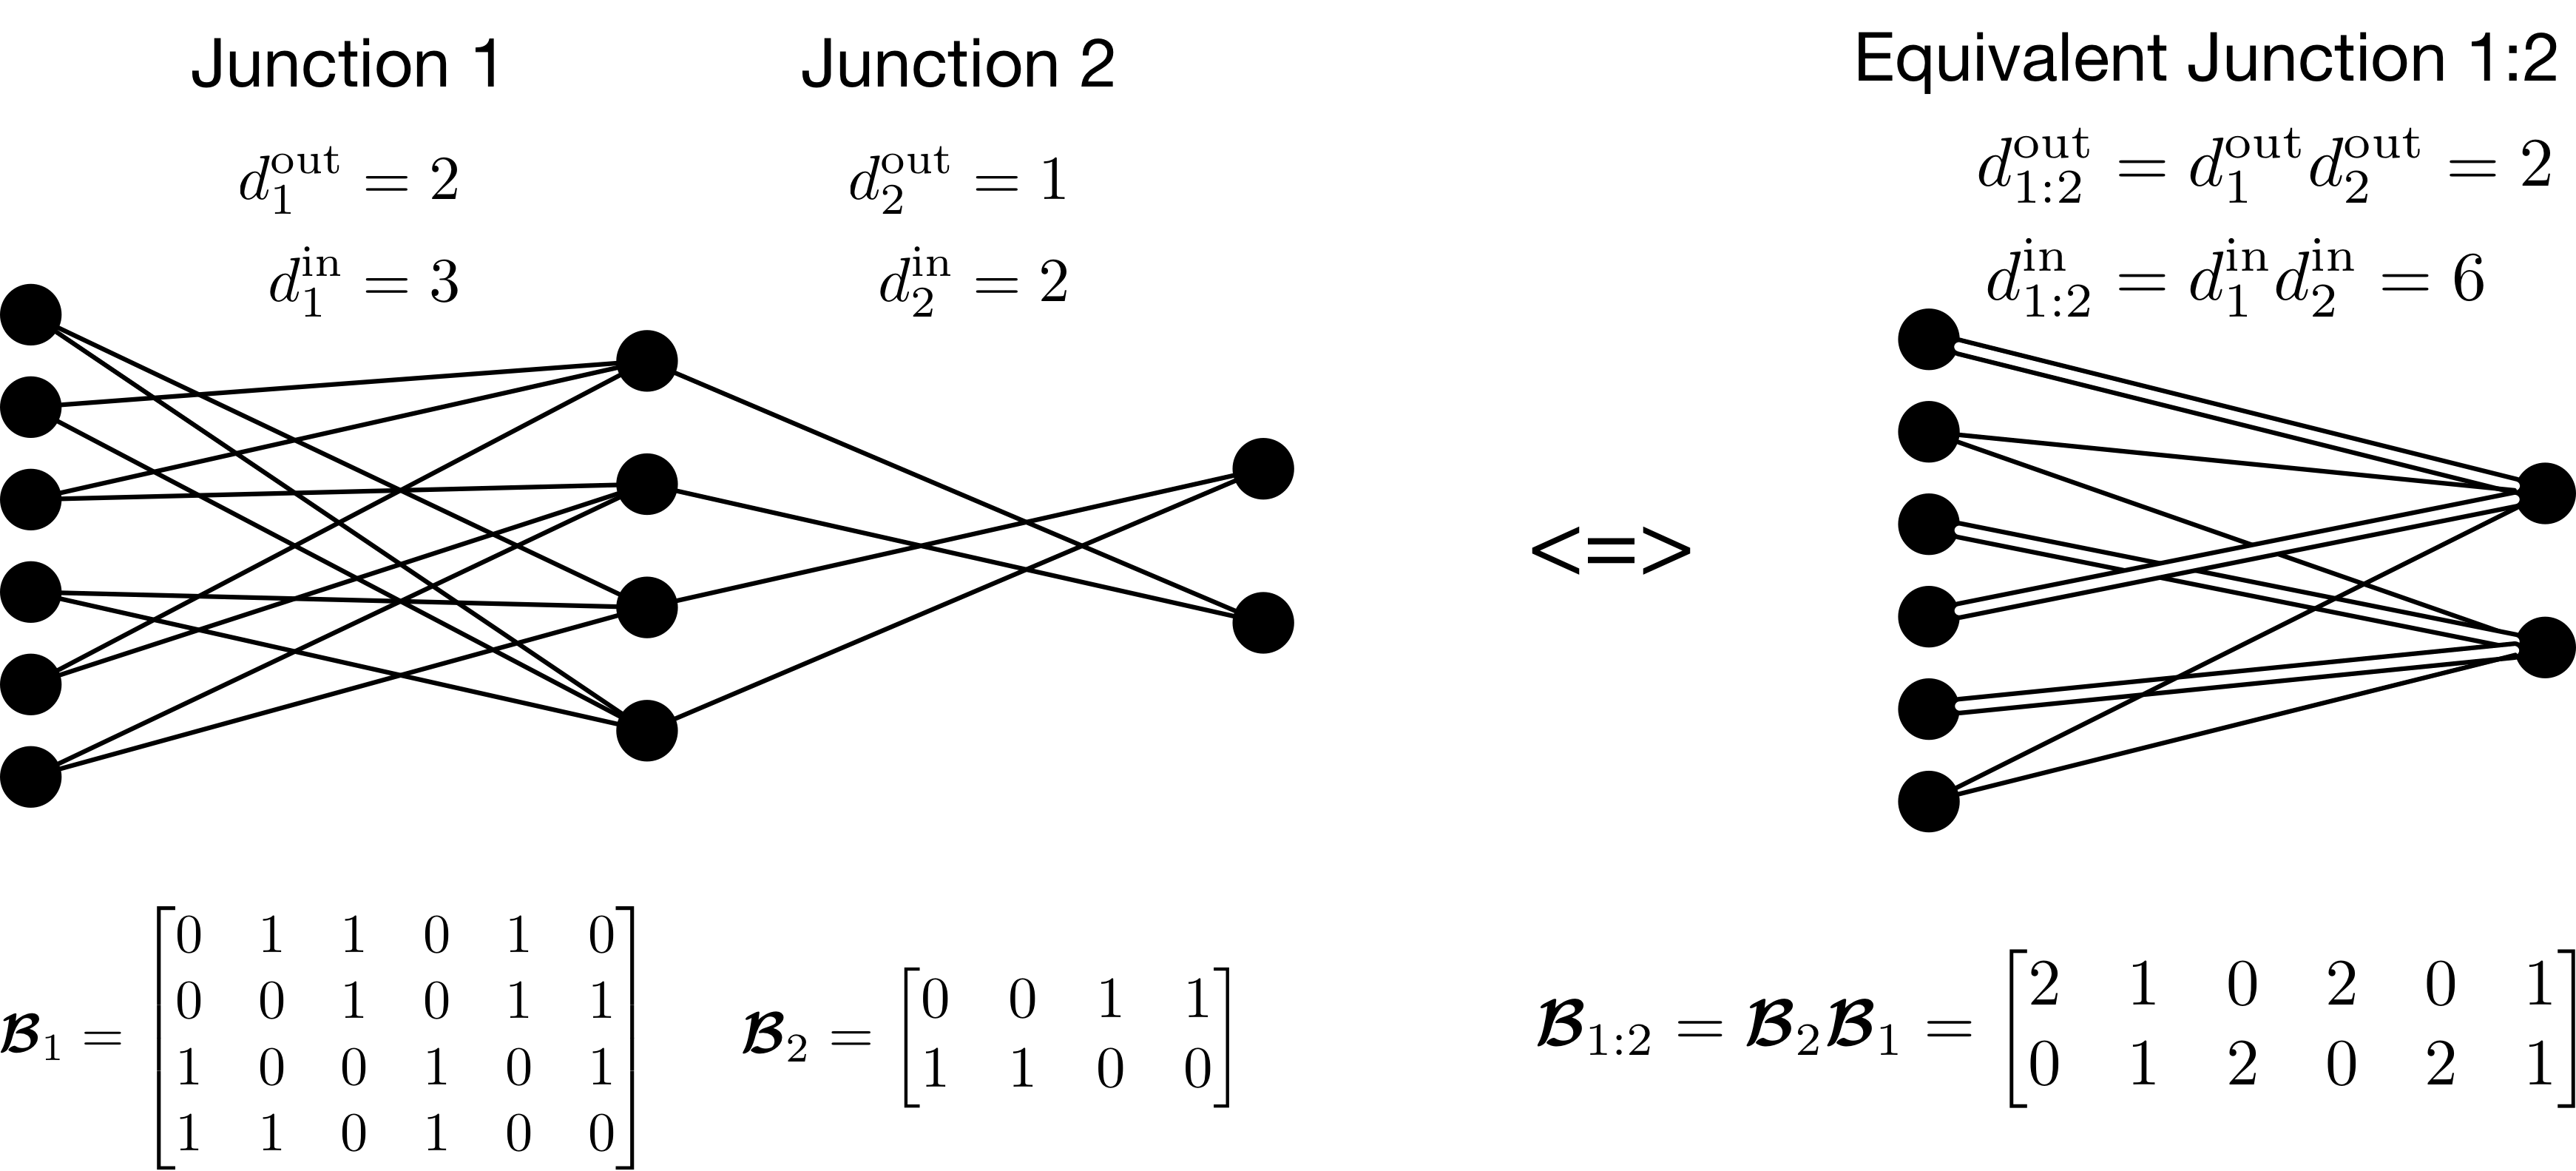 Junction 1
d_1^out = 2
d_1^in = 3
Junction 2
d_2^out = 1
d_2^in = 2
<=>
Equivalent Junction 1:2
d_{1:2}^out = d_1^out d_2^out = 2
d_{1:2}^in = d_1^in d_2^in = 6
𝓑_1 =
[0 1 1 0 1 0
0 0 1 0 1 1
1 0 0 1 0 1
1 1 0 1 0 0]
𝓑_2 =
[0 0 1 1
1 1 0 0]
𝓑_{1:2} = 𝓑_2 𝓑_1 =
[2 1 0 2 0 1
0 1 2 0 2 1]